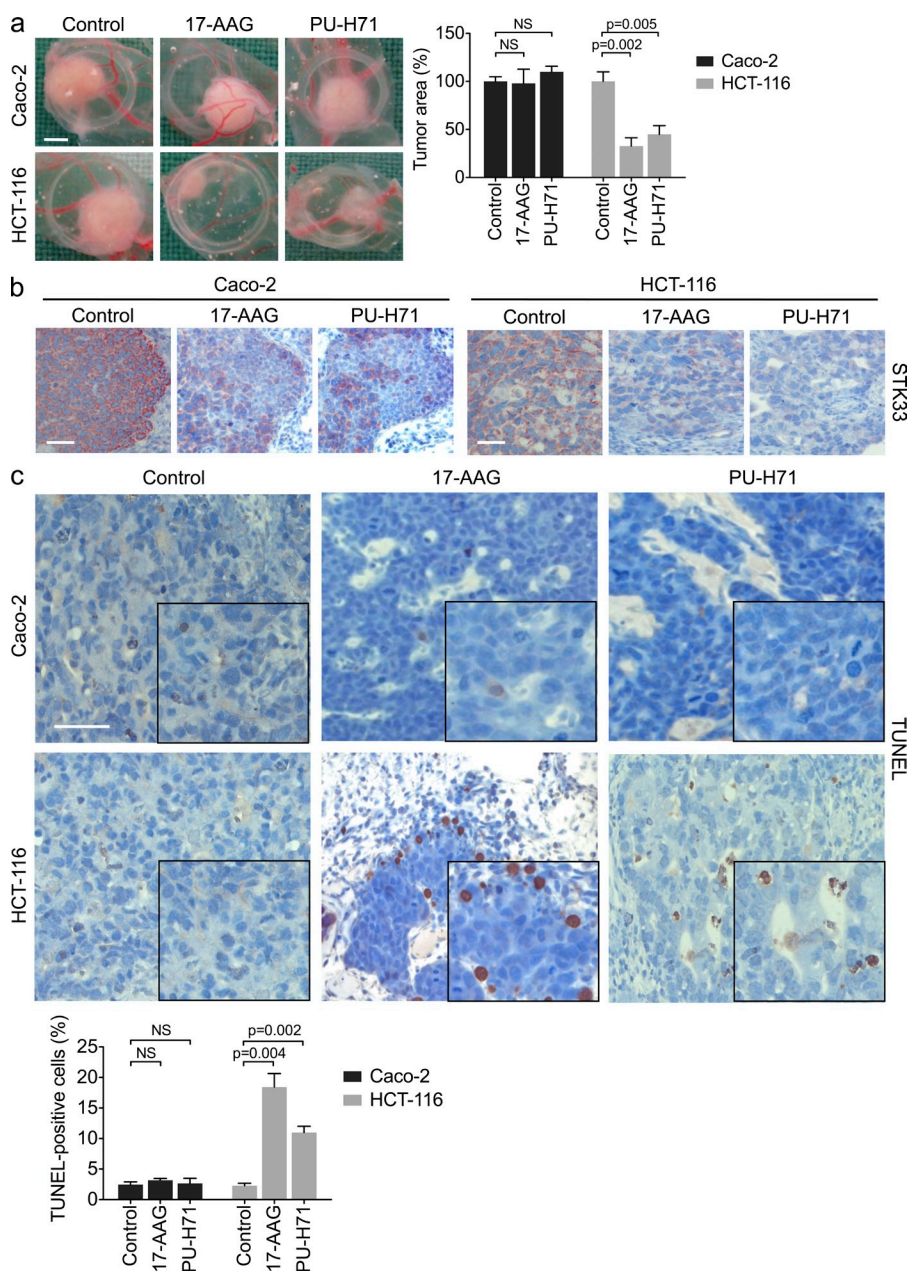 a
Control 17-AAG PU-H71
Caco-2
HCT-116
Tumor area (%)
150
100
50
0
NS
NS
p=0.005
p=0.002
Caco-2
HCT-116
Control 17-AAG PU-H71 Control 17-AAG PU-H71
b
Caco-2 HCT-116
Control 17-AAG PU-H71 Control 17-AAG PU-H71
STK33
c
Control 17-AAG PU-H71
Caco-2
HCT-116
TUNEL
TUNEL-positive cells (%)
25
20
15
10
5
0
NS
NS
p=0.002
p=0.004
Caco-2
HCT-116
Control 17-AAG PU-H71 Control 17-AAG PU-H71